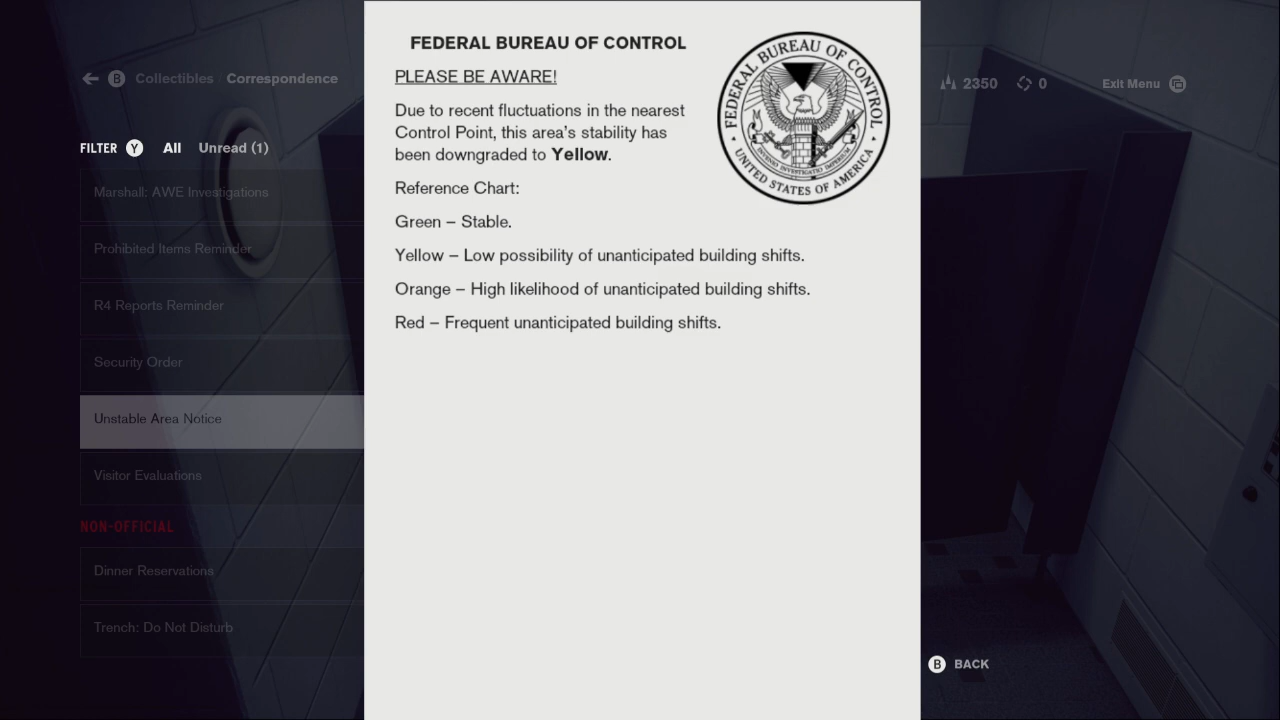 Collectibles Correspondence
B
2350
0
Exit Menu
FILTER Y All Unread (1)
Marshall: AWE Investigations
Prohibited Items Reminder
R4 Reports Reminder
Security Order
Unstable Area Notice
Visitor Evaluations
NON-OFFICIAL
Dinner Reservations
Trench: Do Not Disturb
FEDERAL BUREAU OF CONTROL
PLEASE BE AWARE!
Due to recent fluctuations in the nearest
Control Point, this area's stability has
been downgraded to Yellow.
Reference Chart:
Green – Stable.
Yellow – Low possibility of unanticipated building shifts.
Orange – High likelihood of unanticipated building shifts.
Red – Frequent unanticipated building shifts.
FEDERAL BUREAU OF CONTROL
UNITED STATES OF AMERICA
B BACK